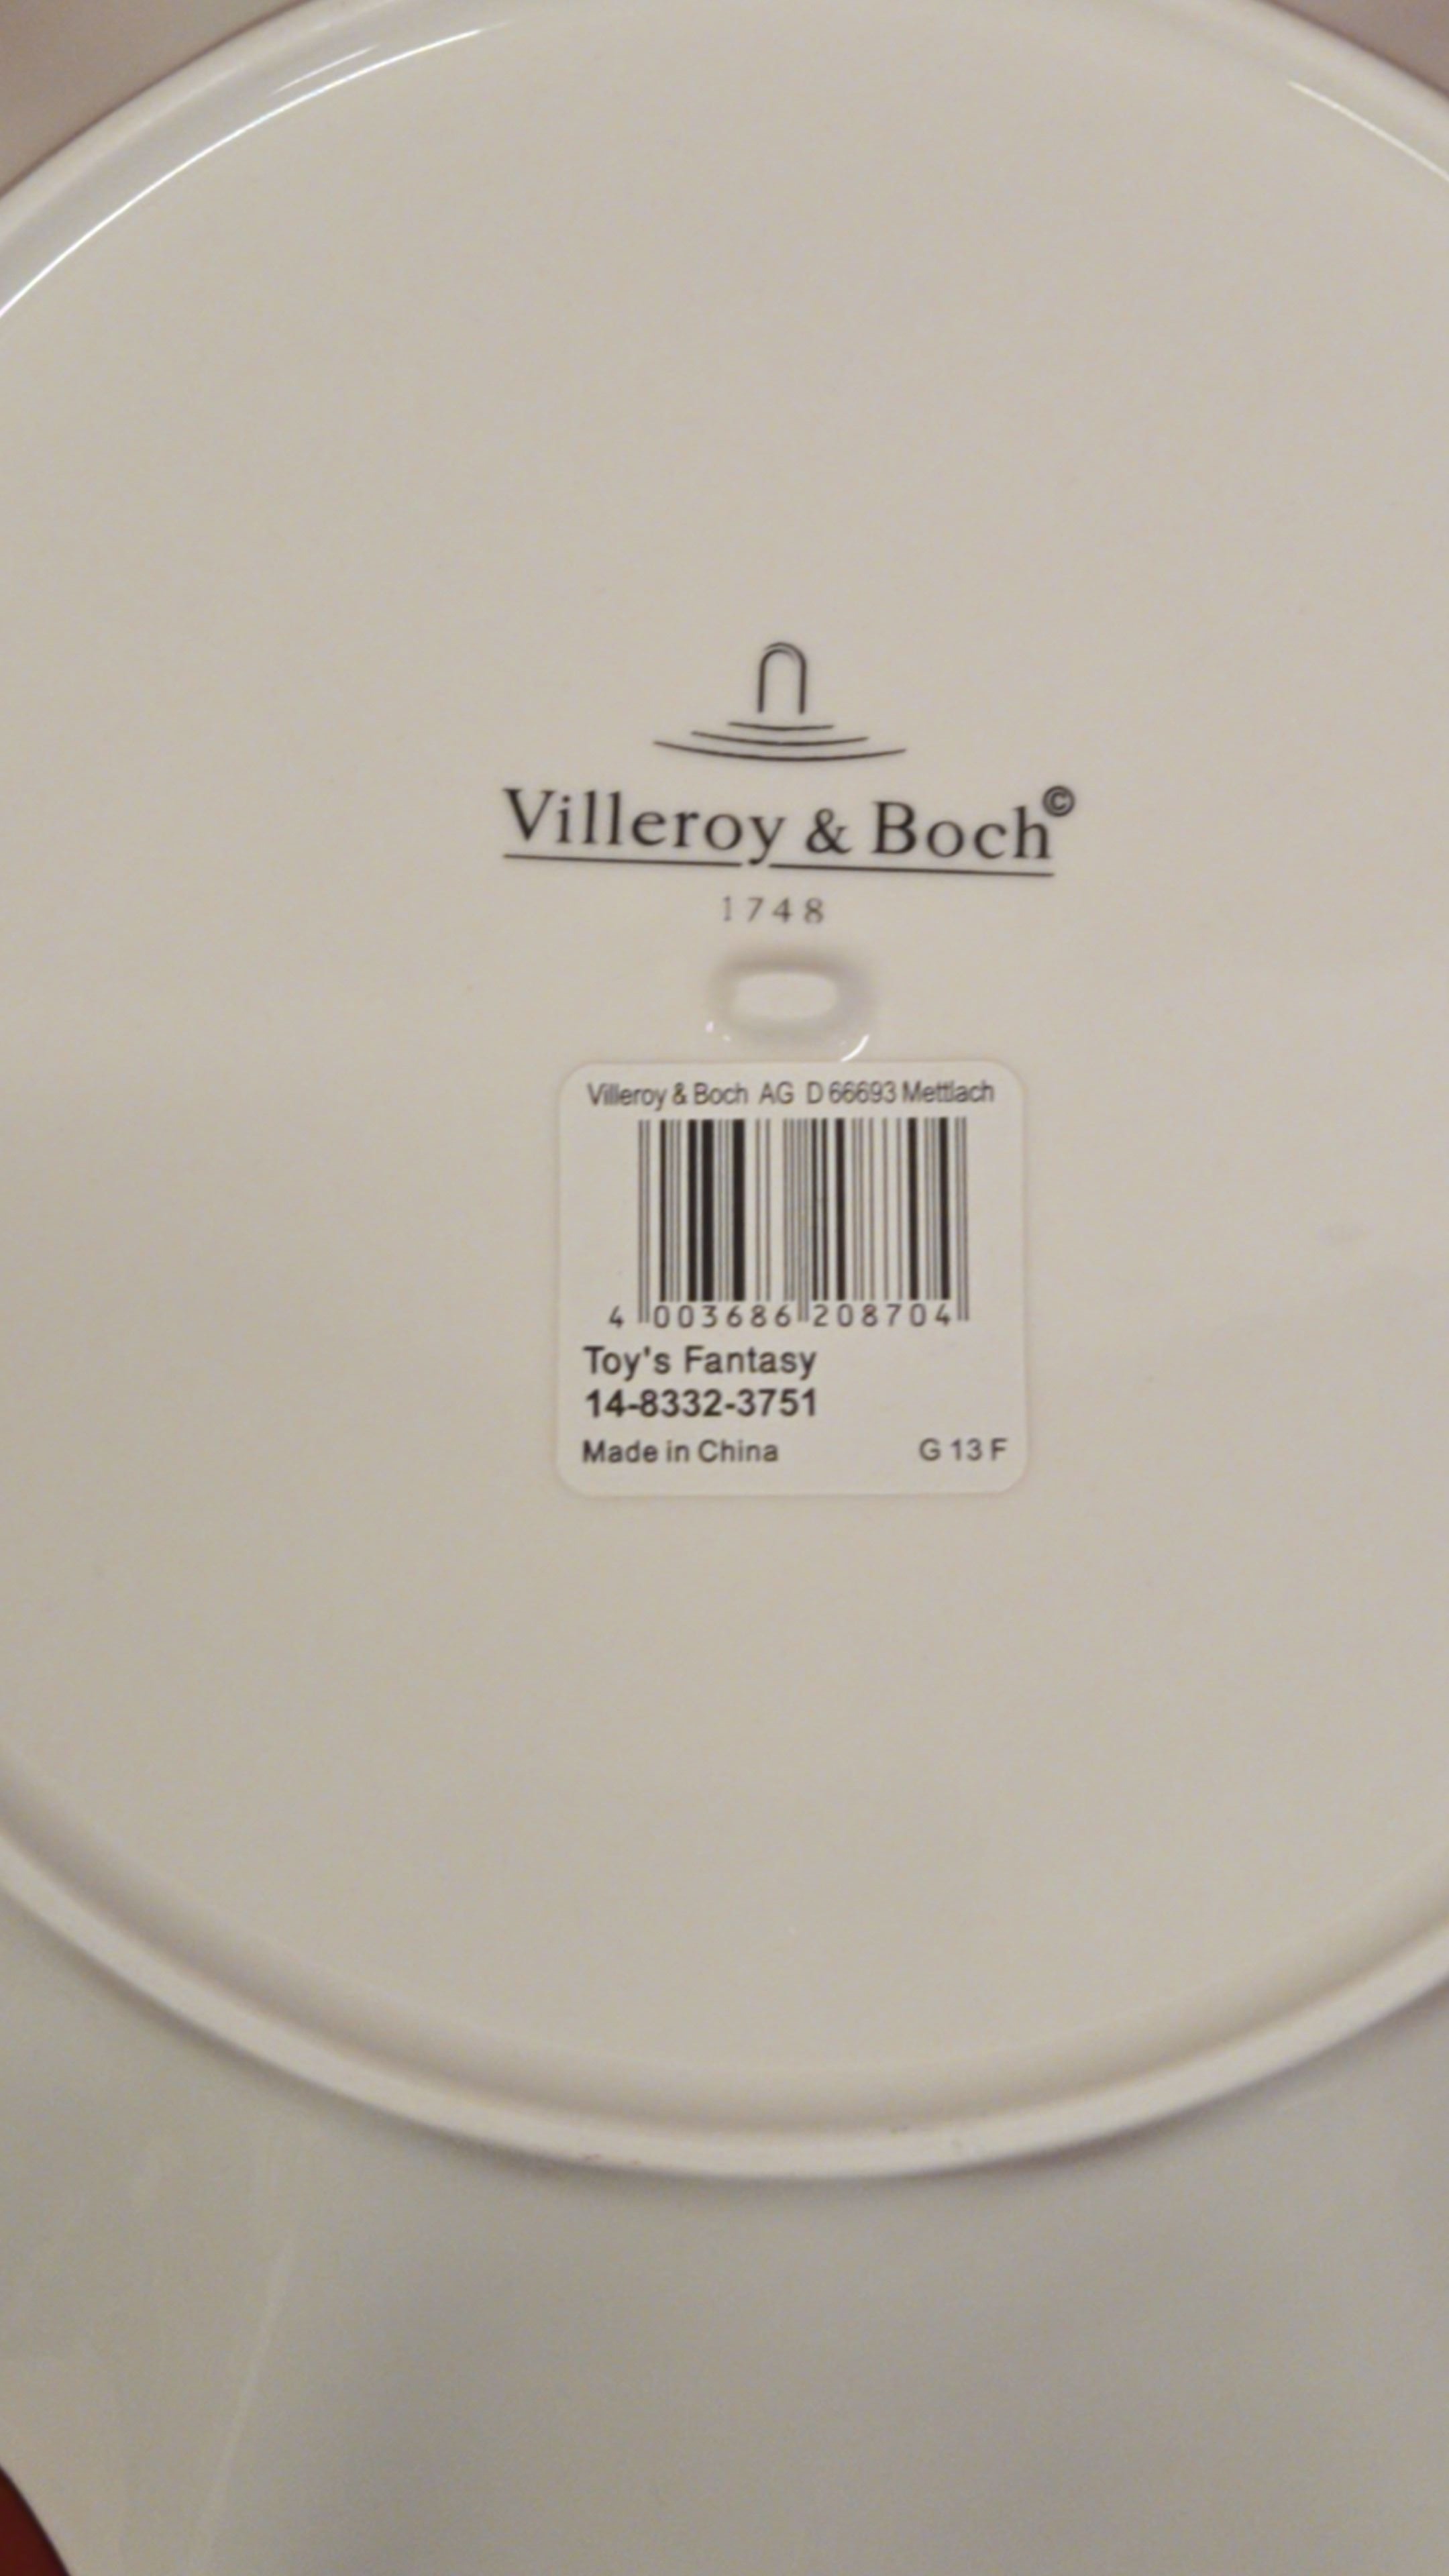 Villeroy & Boch©
1748
Villeroy & Boch AG D 66693 Mettlach
4 003686 208704
Toy's Fantasy
14-8332-3751
Made in China G 13 F